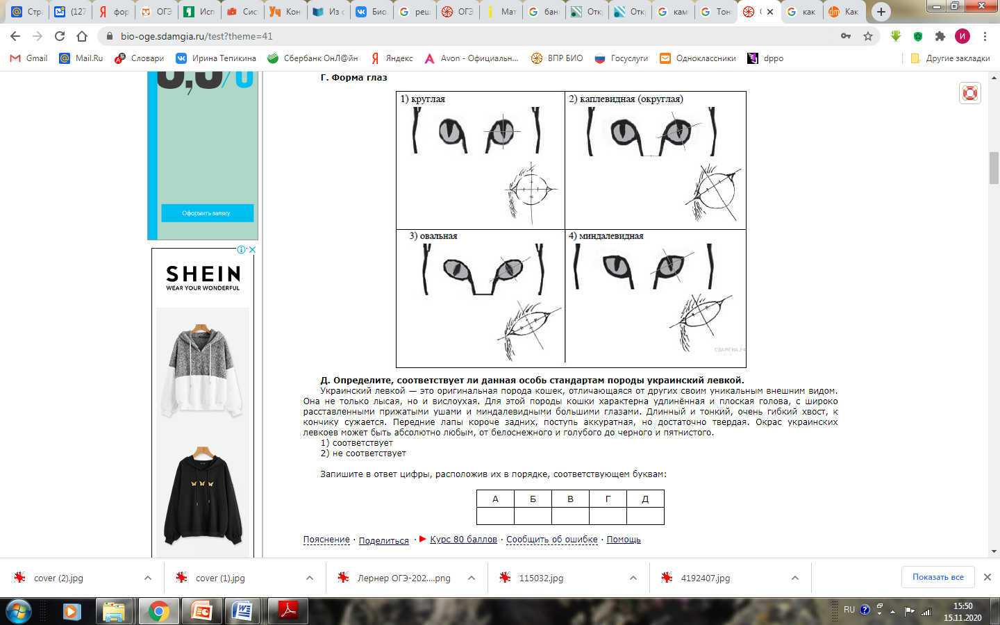 Стра
(127
фор
ОГЭ
Исп
Сис
Кон
Из с
Био
реш
ОГЭ
Мат
бан
Отк
Отк
кам
Тон
С
как
Как
bio-oge.sdamgia.ru/test?theme=41
И
Gmail
Mail.Ru
Словари
Ирина Тепикина
Сбербанк ОнЛ@йн
Яндекс
Avon - Официальн...
ВПР БИО
Госуслуги
Одноклассники
dppo
Другие закладки
Оформить заявку
SHEIN
WEAR YOUR WONDERFUL
Г. Форма глаз
1) круглая
2) каплевидная (округлая)
3) овальная
4) миндалевидная
СДАМГИА.РФ
Д. Определите, соответствует ли данная особь стандартам породы украинский левкой.
Украинский левкой — это оригинальная порода кошек, отличающаяся от других своим уникальным внешним видом.
Она не только лысая, но и вислоухая. Для этой породы кошки характерна удлинённая и плоская голова, с широко
расставленными прижатыми ушами и миндалевидными большими глазами. Длинный и тонкий, очень гибкий хвост, к
кончику сужается. Передние лапы короче задних, поступь аккуратная, но достаточно твердая. Окрас украинских
левкоев может быть абсолютно любым, от белоснежного и голубого до черного и пятнистого.
1) соответствует
2) не соответствует
Запишите в ответ цифры, расположив их в порядке, соответствующем буквам:
А Б В Г Д
Пояснение · Поделиться · Курс 80 баллов · Сообщить об ошибке · Помощь
cover (2).jpg
cover (1).jpg
Лернер ОГЭ-202....png
115032.jpg
4192407.jpg
Показать все
RU
15:50
15.11.2020